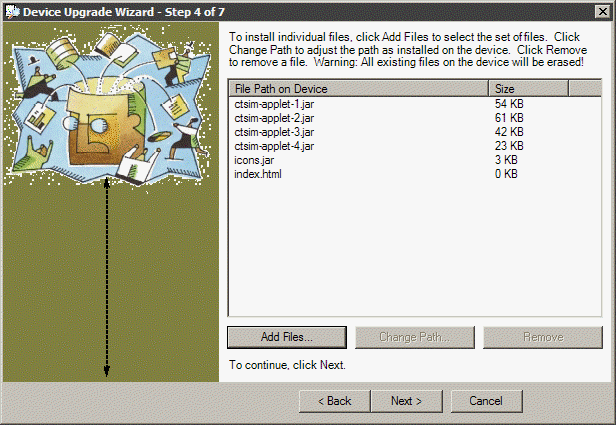 Device Upgrade Wizard - Step 4 of 7
To install individual files, click Add Files to select the set of files. Click
Change Path to adjust the path as installed on the device. Click Remove
to remove a file. Warning: All existing files on the device will be erased!
File Path on Device Size
ctsim-applet-1.jar 54 KB
ctsim-applet-2.jar 61 KB
ctsim-applet-3.jar 42 KB
ctsim-applet-4.jar 23 KB
icons.jar 3 KB
index.html 0 KB
Add Files... Change Path... Remove
To continue, click Next.
< Back Next > Cancel